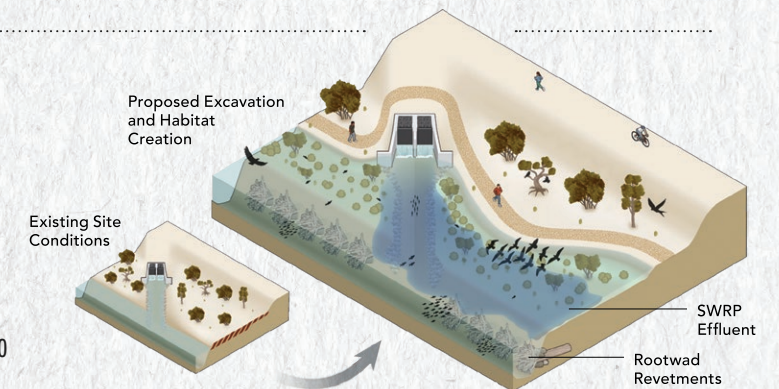 Proposed Excavation
and Habitat
Creation
Existing Site
Conditions
SWRP
Effluent
Rootwad
Revetments